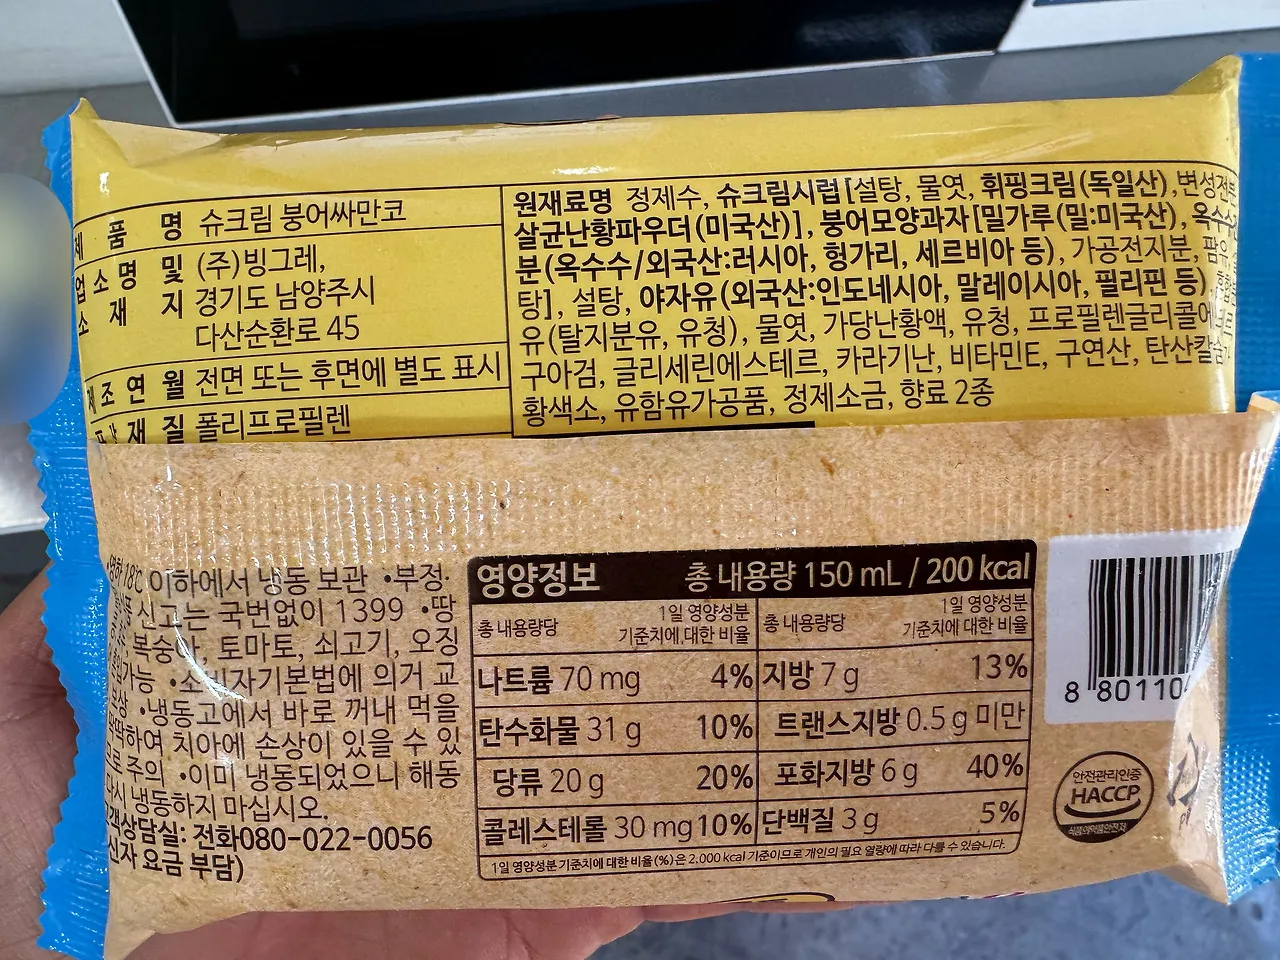 제 품 명 슈크림 붕어싸만코
업 소 명 및 (주)빙그레,
소 재 지 경기도 남양주시
다산순환로 45
제 조 연 월 전면 또는 후면에 별도 표시
재 질 폴리프로필렌
원재료명 정제수, 슈크림시럽[설탕, 물엿, 휘핑크림(독일산), 변성전
살균난황파우더(미국산)], 붕어모양과자[밀가루(밀:미국산), 옥수수
분(옥수수/외국산:러시아, 헝가리, 세르비아 등), 가공전지분, 팜유,
탕], 설탕, 야자유(외국산:인도네시아, 말레이시아, 필리핀 등),
유(탈지분유, 유청), 물엿, 가당난황액, 유청, 프로필렌글리콜
구아검, 글리세린에스테르, 카라기난, 비타민E, 구연산, 탄산칼슘
황색소, 유함유가공품, 정제소금, 향료 2종
18℃ 이하에서 냉동 보관 •부정·
신고는 국번없이 1399 •땅
복숭아, 토마토, 쇠고기, 오징
가능 •소비자기본법에 의거 교
•냉동고에서 바로 꺼내 먹을
하여 치아에 손상이 있을 수 있
주의 •이미 냉동되었으니 해동
다시 냉동하지 마십시오.
객상담실: 전화080-022-0056
신자 요금 부담)
영양정보 총 내용량 150 mL / 200 kcal
총 내용량당 1일 영양성분 기준치에 대한 비율 총 내용량당 1일 영양성분 기준치에 대한 비율
나트륨 70 mg 4% 지방 7 g 13%
탄수화물 31 g 10% 트랜스지방 0.5 g 미만
당류 20 g 20% 포화지방 6 g 40%
콜레스테롤 30 mg 10% 단백질 3 g 5%
1일 영양성분 기준치에 대한 비율(%)은 2,000 kcal 기준이므로 개인의 필요 열량에 따라 다를 수 있습니다.
8 80110
안전관리인증
HACCP
식품의약품안전처